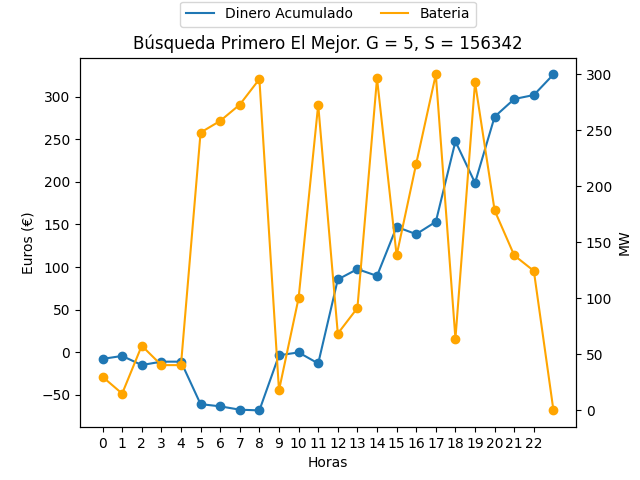 Dinero Acumulado Bateria
Búsqueda Primero El Mejor. G = 5, S = 156342
300
250
200
150
100
50
0
−50
Euros (€)
300
250
200
150
100
50
0
MW
0 1 2 3 4 5 6 7 8 9 10 11 12 13 14 15 16 17 18 19 20 21 22
Horas